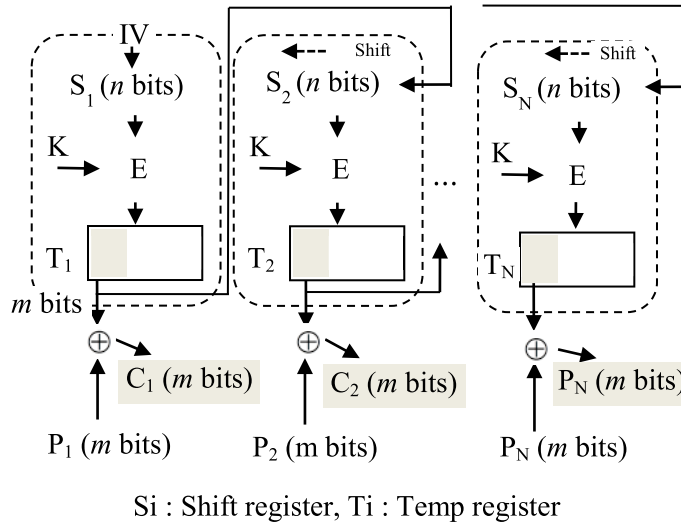 IV
Shift
Shift
S1 (n bits)
S2 (n bits)
SN (n bits)
K
E
K
E
...
K
E
T1
T2
TN
m bits
⊕
⊕
⊕
C1 (m bits)
C2 (m bits)
PN (m bits)
P1 (m bits)
P2 (m bits)
PN (m bits)
Si : Shift register, Ti : Temp register